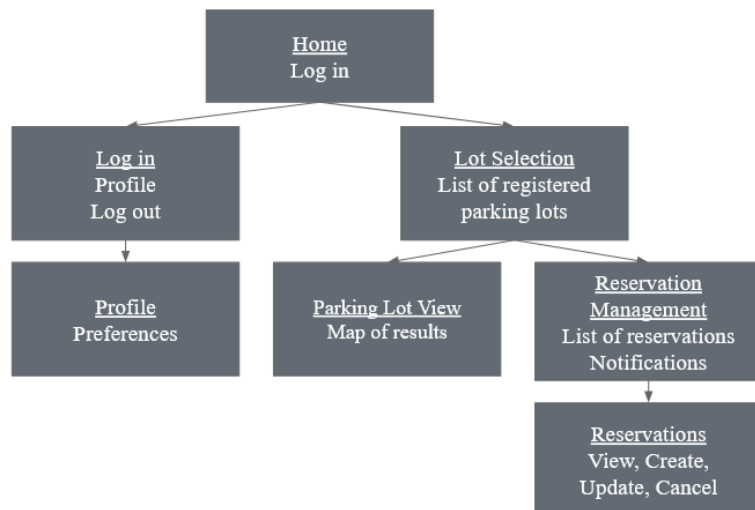 Home
Log in
Log in
Profile
Log out
Lot Selection
List of registered
parking lots
Profile
Preferences
Parking Lot View
Map of results
Reservation
Management
List of reservations
Notifications
Reservations
View, Create,
Update, Cancel